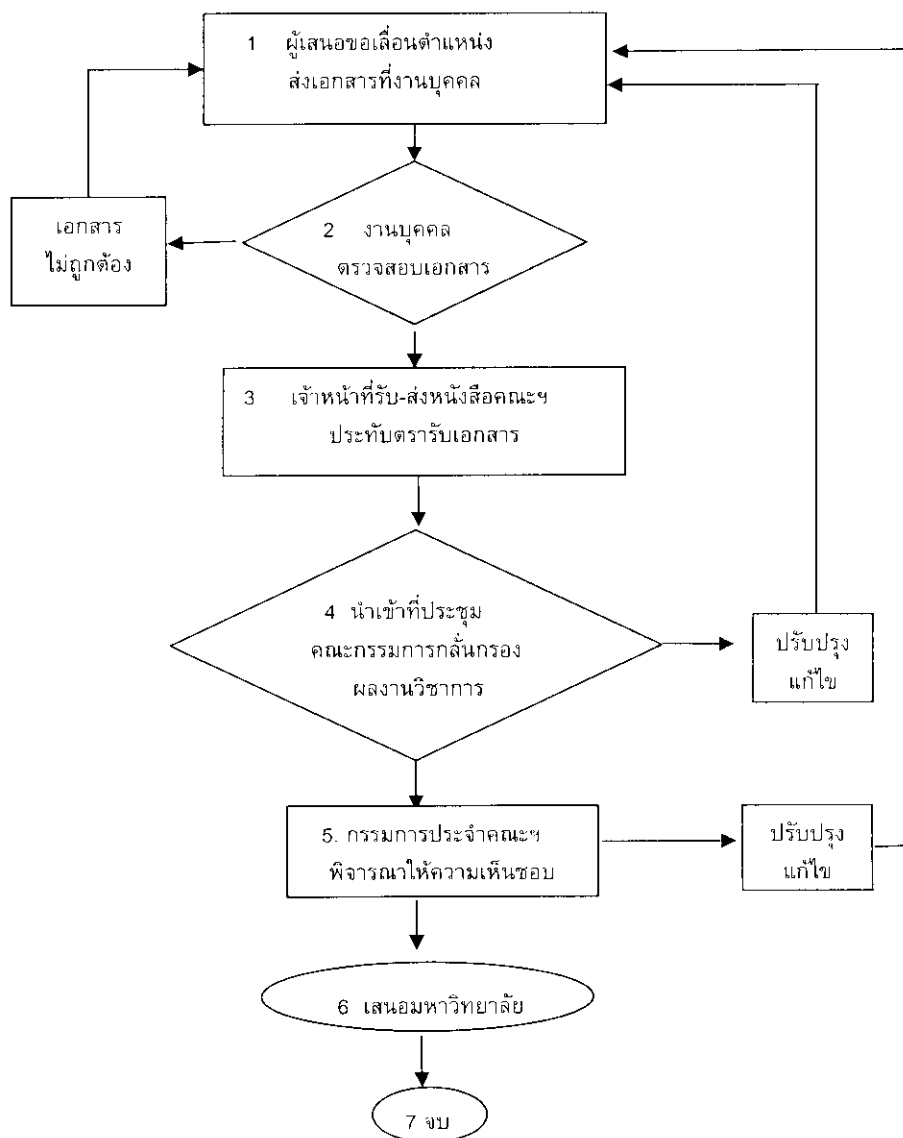 1 ผู้เสนอขอเลื่อนตำแหน่ง
ส่งเอกสารที่งานบุคคล
เอกสาร
ไม่ถูกต้อง
2 งานบุคคล
ตรวจสอบเอกสาร
3 เจ้าหน้าที่รับ-ส่งหนังสือคณะฯ
ประทับตรารับเอกสาร
4 นำเข้าที่ประชุม
คณะกรรมการกลั่นกรอง
ผลงานวิชาการ
ปรับปรุง
แก้ไข
5. กรรมการประจำคณะฯ
พิจารณาให้ความเห็นชอบ
ปรับปรุง
แก้ไข
6 เสนอมหาวิทยาลัย
7 จบ